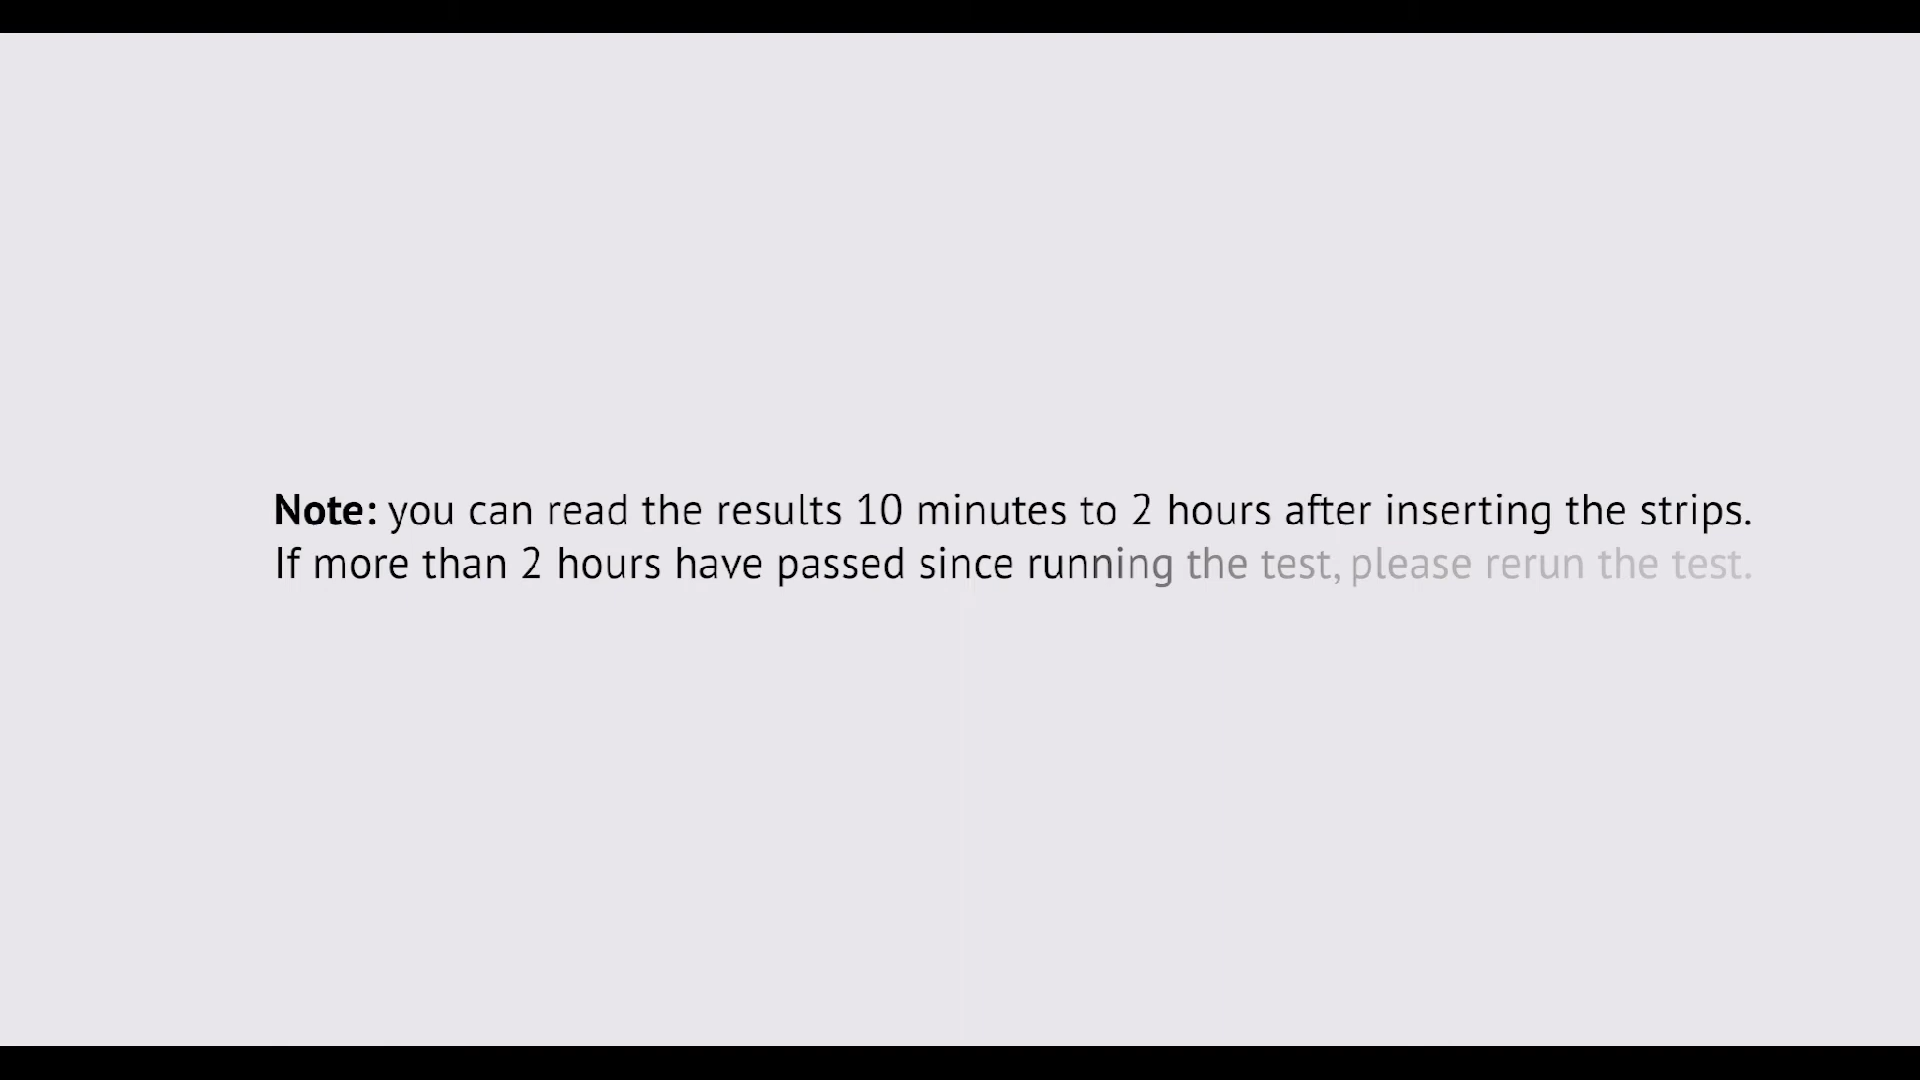 Note: you can read the results 10 minutes to 2 hours after inserting the strips.
If more than 2 hours have passed since running the test, please rerun the test.